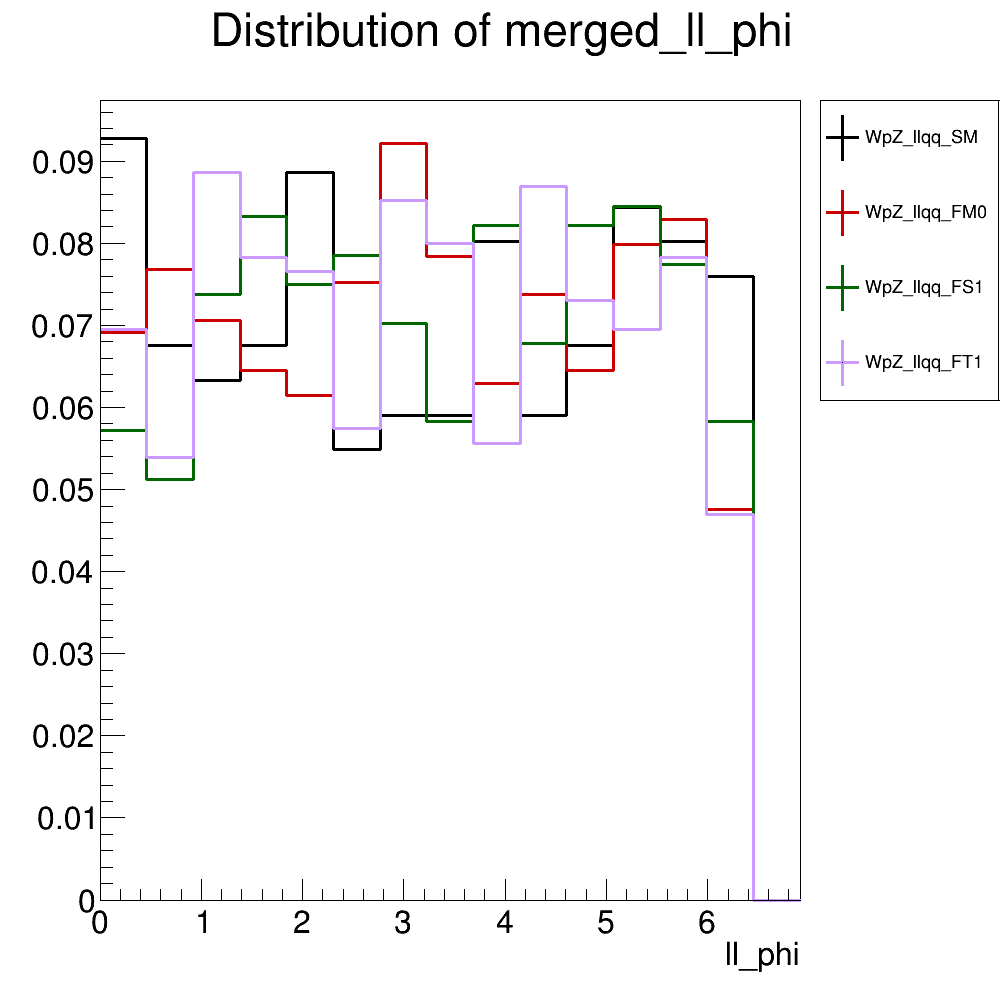 Distribution of merged_ll_phi
WpZ_llqq_SM
WpZ_llqq_FM0
WpZ_llqq_FS1
WpZ_llqq_FT1
0.09
0.08
0.07
0.06
0.05
0.04
0.03
0.02
0.01
0
0 1 2 3 4 5 6
ll_phi